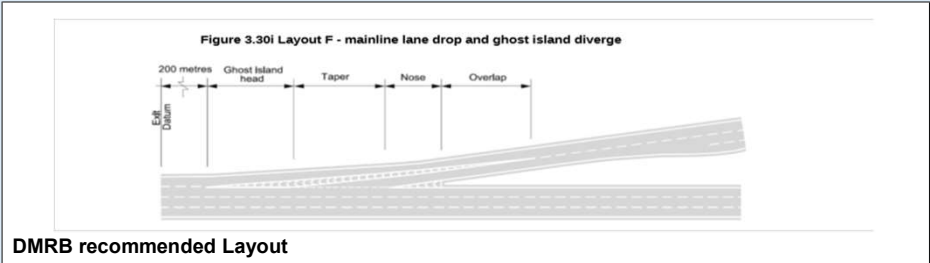 Figure 3.30i Layout F - mainline lane drop and ghost island diverge
200 metres
Ghost Island
head
Taper
Nose
Overlap
Exit
Datum
DMRB recommended Layout